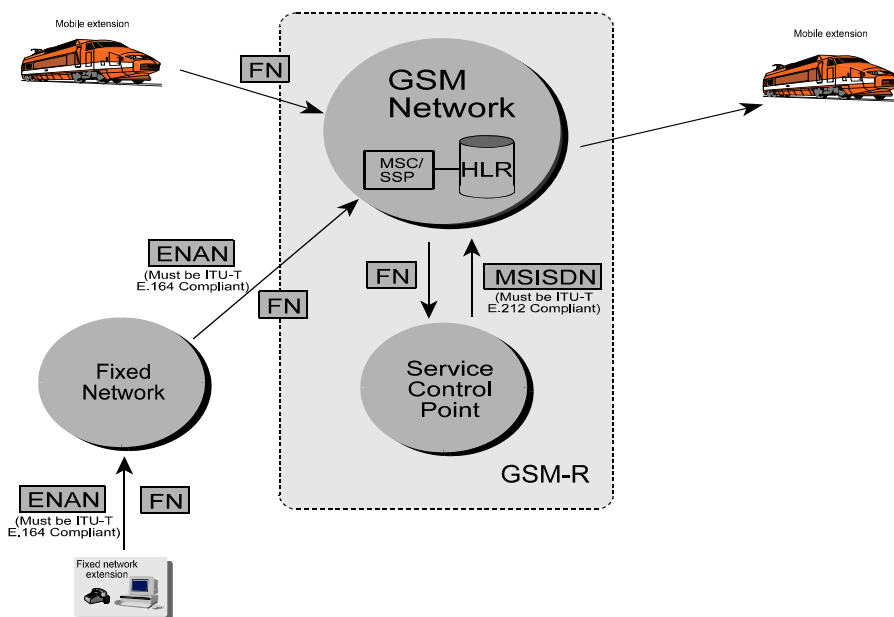 Mobile extension
FN
GSM
Network
MSC/
SSP
HLR
Mobile extension
ENAN
(Must be ITU-T
E.164 Compliant)
FN
FN
MSISDN
(Must be ITU-T
E.212 Compliant)
Fixed
Network
Service
Control
Point
GSM-R
ENAN
(Must be ITU-T
E.164 Compliant)
FN
Fixed network
extension